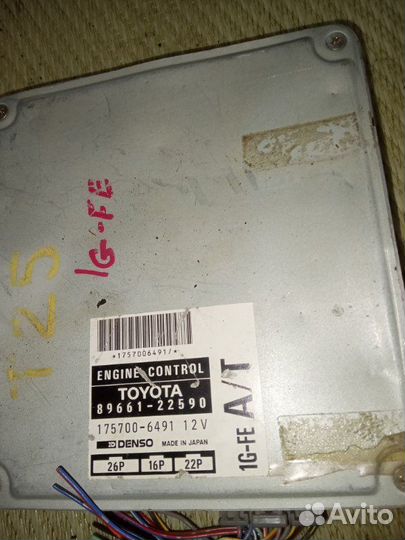 T25
1G-FE
*1757006491/*
ENGINE CONTROL
TOYOTA
89661-22590
175700-6491 12V
DENSO MADE IN JAPAN
26P 16P 22P
1G-FE A/T
Avito